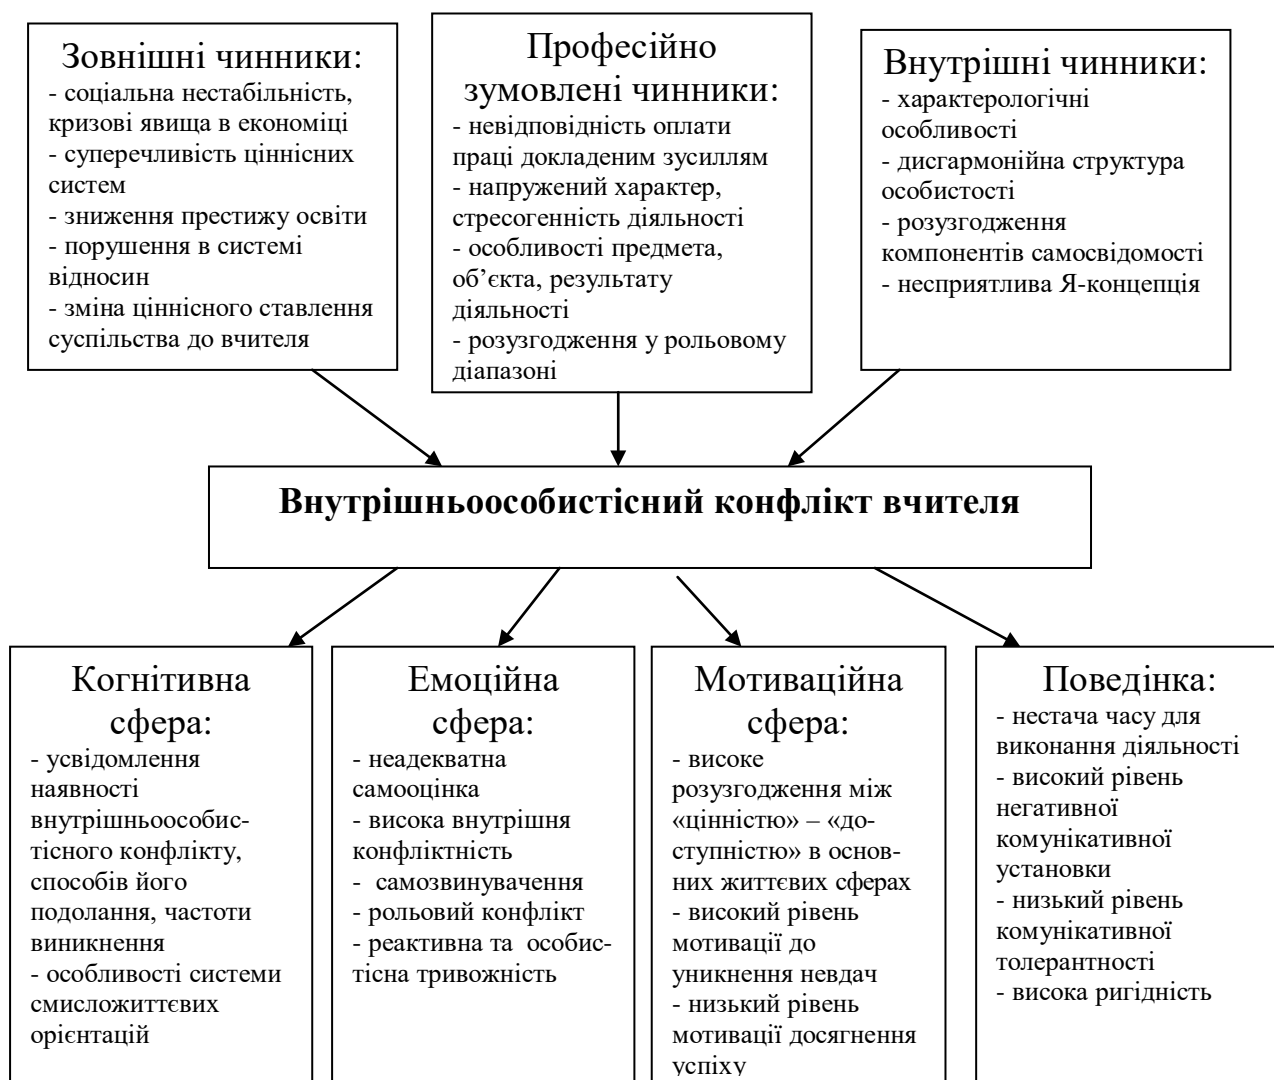 Зовнішні чинники:
- соціальна нестабільність,
кризові явища в економіці
- суперечливість ціннісних
систем
- зниження престижу освіти
- порушення в системі
відносин
- зміна ціннісного ставлення
суспільства до вчителя
Професійно
зумовлені чинники:
- невідповідність оплати
праці докладеним зусиллям
- напружений характер,
стресогенність діяльності
- особливості предмета,
об’єкта, результату
діяльності
- розузгодження у рольовому
діапазоні
Внутрішні чинники:
- характерологічні
особливості
- дисгармонійна структура
особистості
- розузгодження
компонентів самосвідомості
- несприятлива Я-концепція
Внутрішньоособистісний конфлікт вчителя
Когнітивна
сфера:
- усвідомлення
наявності
внутрішньоособис-
тісного конфлікту,
способів його
подолання, частоти
виникнення
- особливості системи
смисложиттєвих
орієнтацій
Емоційна
сфера:
- неадекватна
самооцінка
- висока внутрішня
конфліктність
- самозвинувачення
- рольовий конфлікт
- реактивна та особис-
тісна тривожність
Мотиваційна
сфера:
- високе
розузгодження між
«цінністю» – «до-
ступністю» в основ-
них життєвих сферах
- високий рівень
мотивації до
уникнення невдач
- низький рівень
мотивації досягнення
успіху
Поведінка:
- нестача часу для
виконання діяльності
- високий рівень
негативної
комунікативної
установки
- низький рівень
комунікативної
толерантності
- висока ригідність